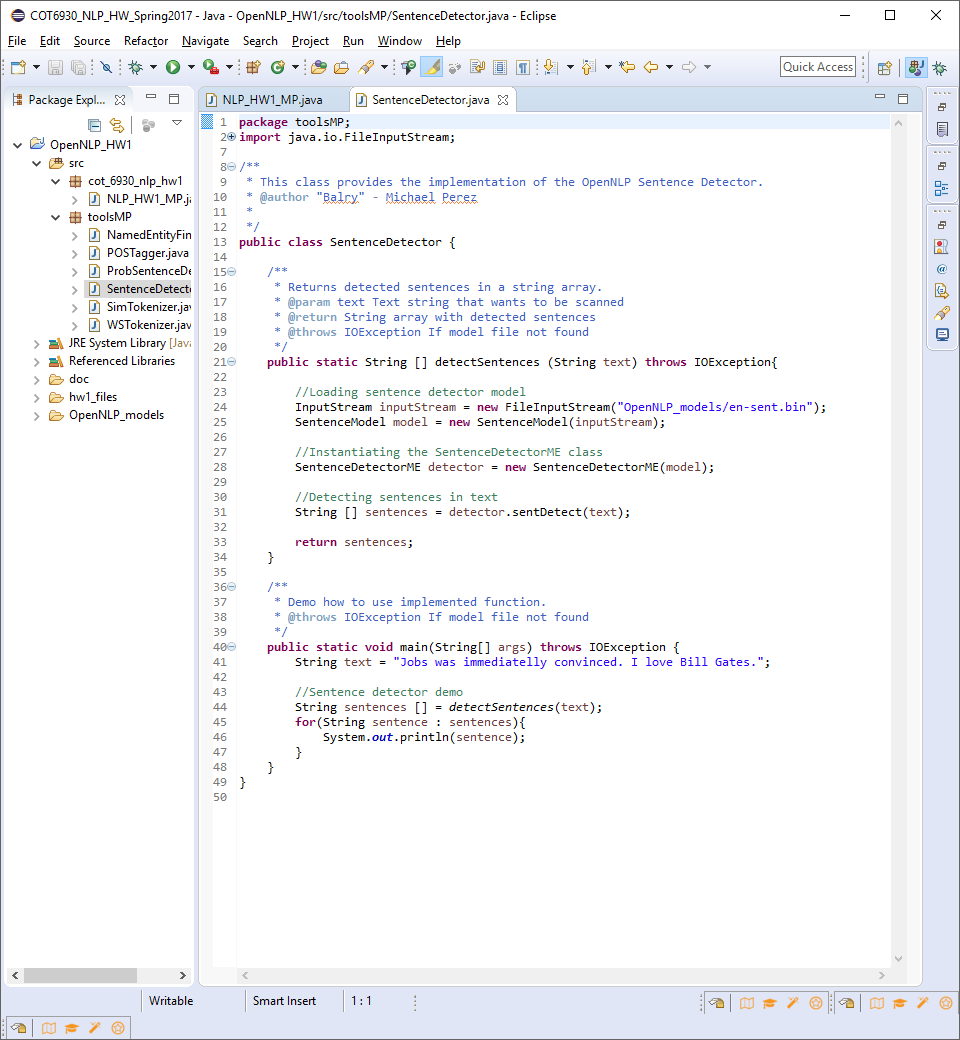 COT6930_NLP_HW_Spring2017 - Java - OpenNLP_HW1/src/toolsMP/SentenceDetector.java - Eclipse
File Edit Source Refactor Navigate Search Project Run Window Help
Quick Access
Package Expl...
OpenNLP_HW1
src
cot_6930_nlp_hw1
NLP_HW1_MP.ja
toolsMP
NamedEntityFin
POSTagger.java
ProbSentenceDe
SentenceDetecto
SimTokenizer.jav
WSTokenizer.jav
JRE System Library [Java
Referenced Libraries
doc
hw1_files
OpenNLP_models
NLP_HW1_MP.java SentenceDetector.java
1 package toolsMP;
2 import java.io.FileInputStream;
7
8 /**
9 * This class provides the implementation of the OpenNLP Sentence Detector.
10 * @author "Balry" - Michael Perez
11 *
12 */
13 public class SentenceDetector {
14
15 /**
16 * Returns detected sentences in a string array.
17 * @param text Text string that wants to be scanned
18 * @return String array with detected sentences
19 * @throws IOException If model file not found
20 */
21 public static String [] detectSentences (String text) throws IOException{
22
23 //Loading sentence detector model
24 InputStream inputStream = new FileInputStream("OpenNLP_models/en-sent.bin");
25 SentenceModel model = new SentenceModel(inputStream);
26
27 //Instantiating the SentenceDetectorME class
28 SentenceDetectorME detector = new SentenceDetectorME(model);
29
30 //Detecting sentences in text
31 String [] sentences = detector.sentDetect(text);
32
33 return sentences;
34 }
35
36 /**
37 * Demo how to use implemented function.
38 * @throws IOException If model file not found
39 */
40 public static void main(String[] args) throws IOException {
41 String text = "Jobs was immediatelly convinced. I love Bill Gates.";
42
43 //Sentence detector demo
44 String sentences [] = detectSentences(text);
45 for(String sentence : sentences){
46 System.out.println(sentence);
47 }
48 }
49 }
50
Writable Smart Insert 1 : 1